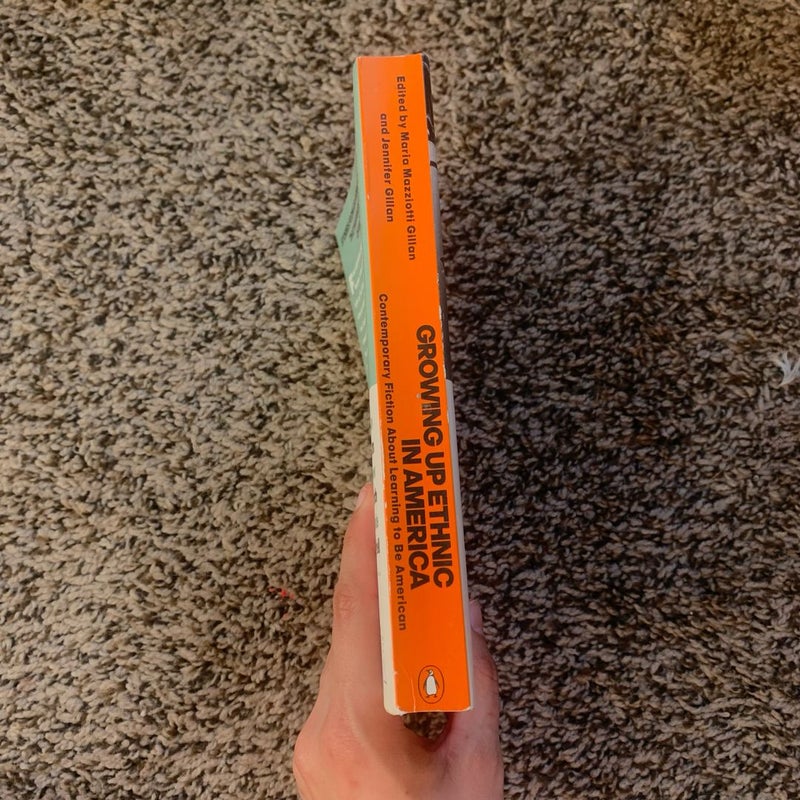 Edited by Maria Mazziotti Gillan
and Jennifer Gillan
GROWING UP ETHNIC
IN AMERICA
Contemporary Fiction About Learning to Be American